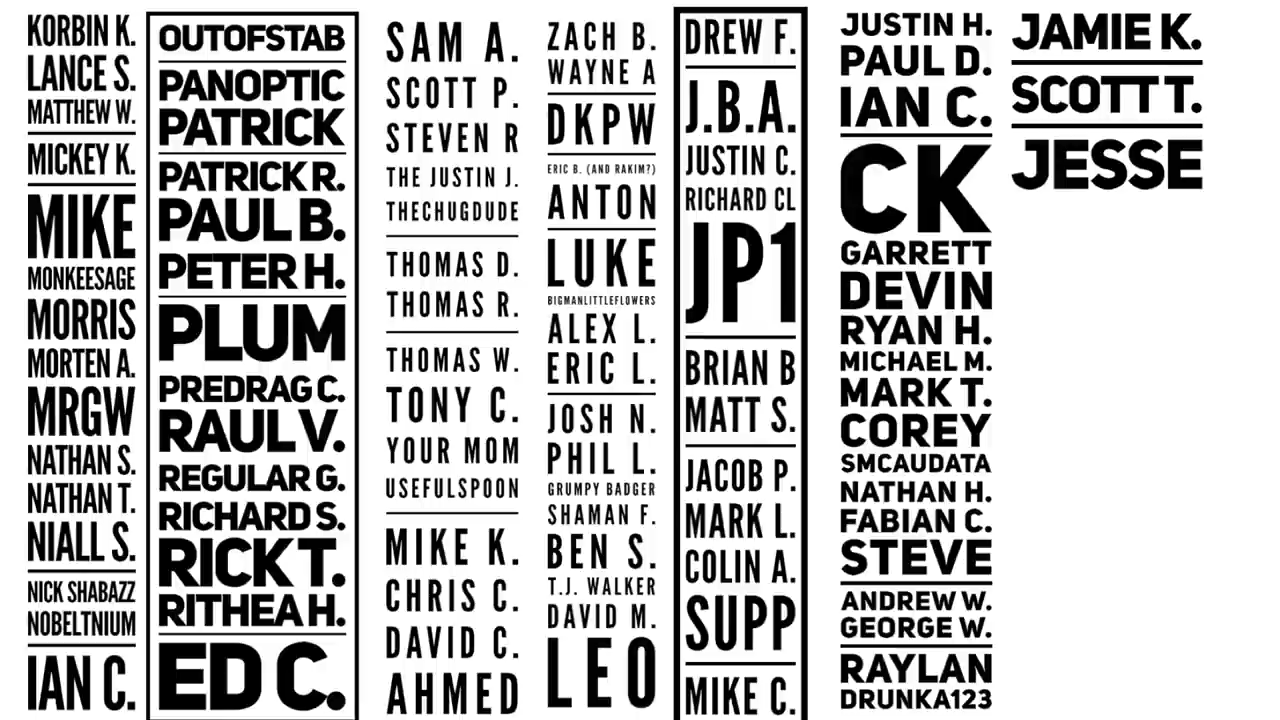 KORBIN K.
LANCE S.
MATTHEW W.
MICKEY K.
MIKE
MONKEESAGE
MORRIS
MORTEN A.
MRGW
NATHAN S.
NATHAN T.
NIALL S.
NICK SHABAZZ
NOBELTNIUM
IAN C.
OUTOFSTAB
PANOPTIC
PATRICK
PATRICK R.
PAUL B.
PETER H.
PLUM
PREDRAG C.
RAUL V.
REGULAR G.
RICHARD S.
RICK T.
RITHEA H.
ED C.
SAM A.
SCOTT P.
STEVEN R
THE JUSTIN J.
THECHUGDUDE
THOMAS D.
THOMAS R.
THOMAS W.
TONY C.
YOUR MOM
USEFULSPOON
MIKE K.
CHRIS C.
DAVID C.
AHMED
ZACH B.
WAYNE A
DKPW
ERIC B. (AND RAKIM?)
ANTON
LUKE
BIGMANLITTLEFLOWERS
ALEX L.
ERIC L.
JOSH N.
PHIL L.
GRUMPY BADGER
SHAMAN F.
BEN S.
T.J. WALKER
DAVID M.
LEO
DREW F.
J.B.A.
JUSTIN C.
RICHARD CL
JP1
BRIAN B
MATT S.
JACOB P.
MARK L.
COLIN A.
SUPP
MIKE C.
JUSTIN H.
PAUL D.
IAN C.
CK
GARRETT
DEVIN
RYAN H.
MICHAEL M.
MARK T.
COREY
SMCAUDATA
NATHAN H.
FABIAN C.
STEVE
ANDREW W.
GEORGE W.
RAYLAN
DRUNKA123
JAMIE K.
SCOTT T.
JESSE